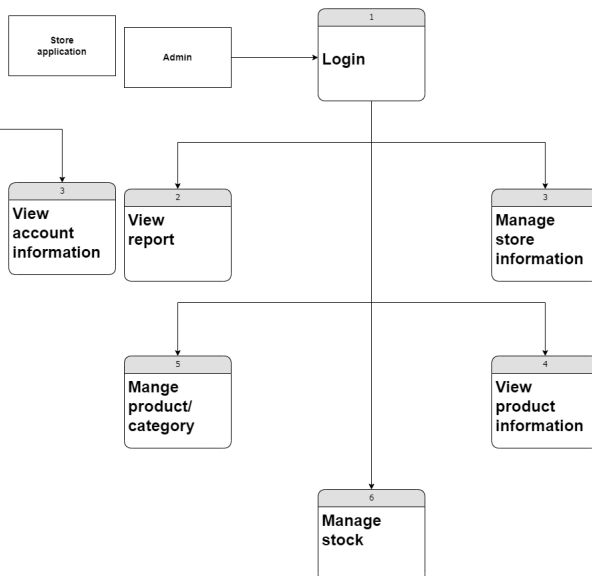 Store
application
Admin
1
Login
3
View
account
information
2
View
report
3
Manage
store
information
5
Mange
product/
category
4
View
product
information
6
Manage
stock